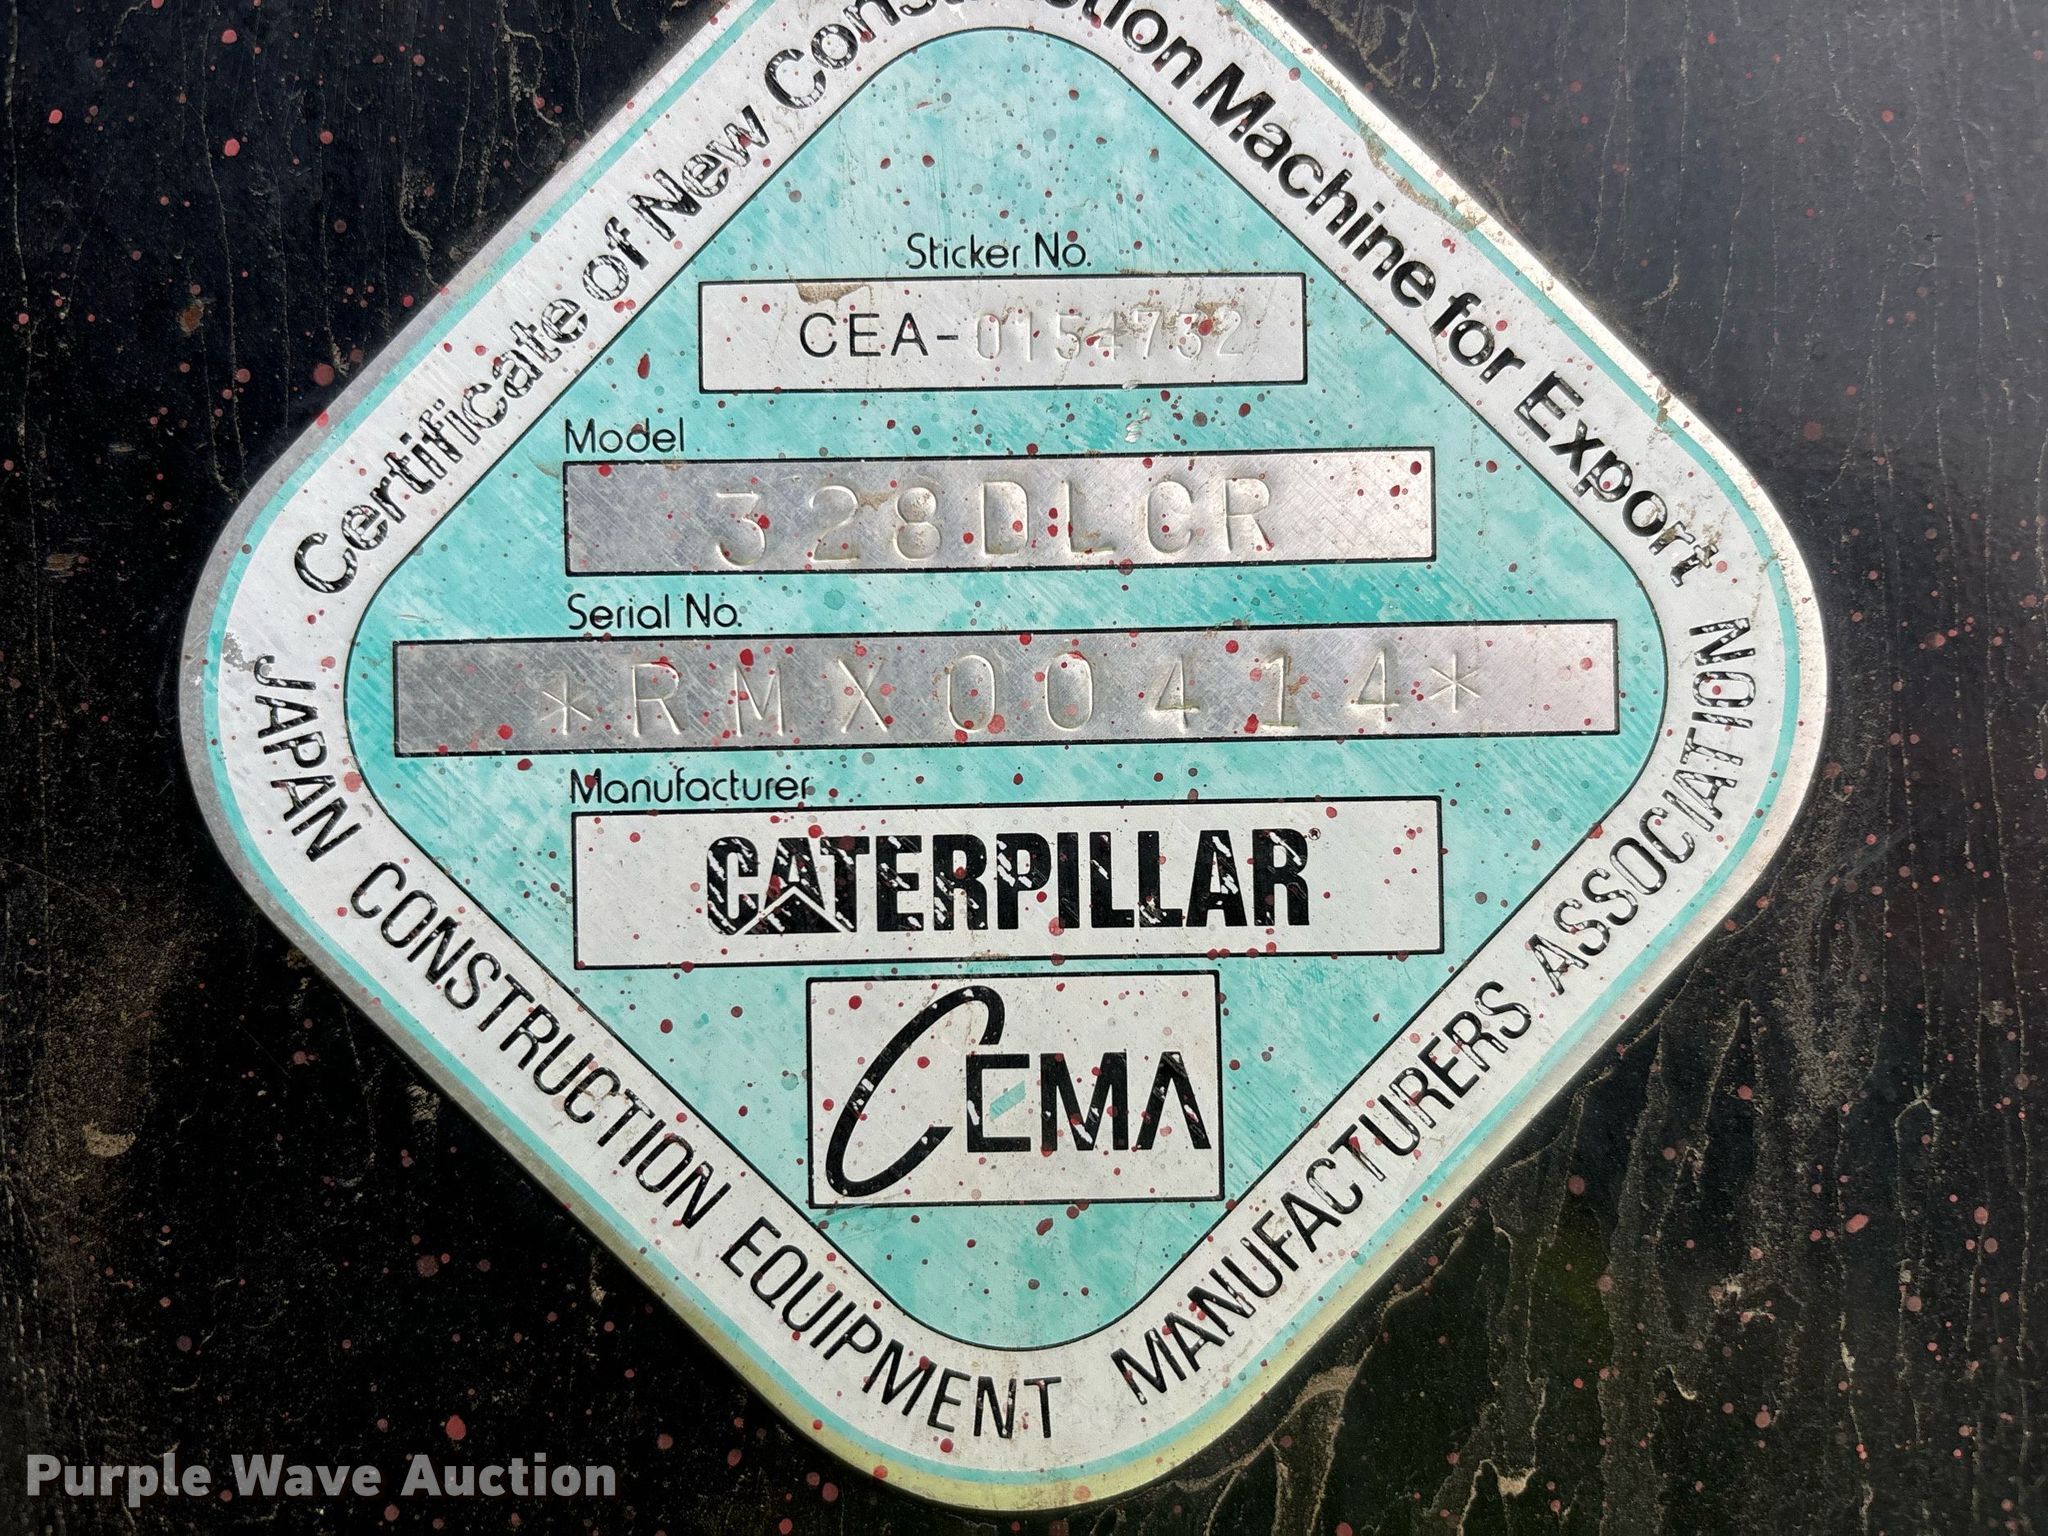 Certificate of New Construction Machine for Export
Sticker No.
CEA-0154732
Model
328DLCR
Serial No.
*RMX00414*
Manufacturer
CATERPILLAR®
CEMA
JAPAN CONSTRUCTION EQUIPMENT MANUFACTURERS ASSOCIATION
Purple Wave Auction